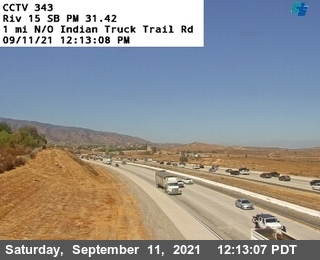 CCTV 343
Riv 15 SB PM 31.42
1 mi N/O Indian Truck Trail Rd
09/11/21 12:13:08 PM
Saturday, September 11, 2021 12:13:07 PDT